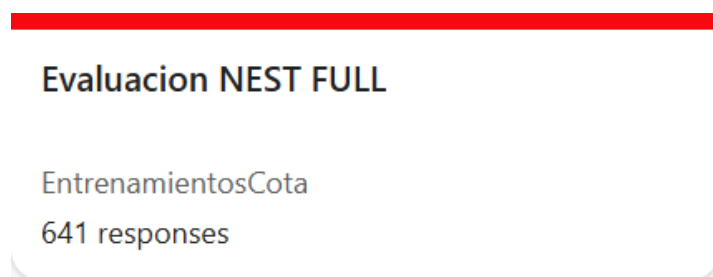 Evaluacion NEST FULL
EntrenamientosCota
641 responses